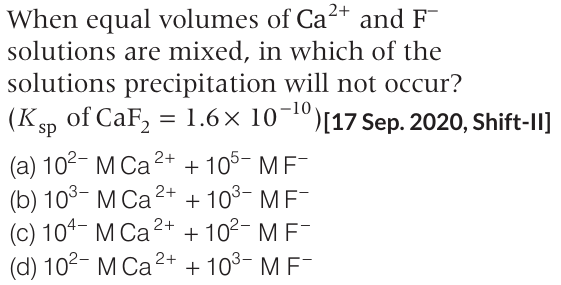 When equal volumes of Ca²⁺ and F⁻
solutions are mixed, in which of the
solutions precipitation will not occur?
(Kₛₚ of CaF₂ = 1.6 × 10⁻¹⁰)[17 Sep. 2020, Shift-II]
(a) 10²⁻ M Ca²⁺ + 10⁵⁻ M F⁻
(b) 10³⁻ M Ca²⁺ + 10³⁻ M F⁻
(c) 10⁴⁻ M Ca²⁺ + 10²⁻ M F⁻
(d) 10²⁻ M Ca²⁺ + 10³⁻ M F⁻